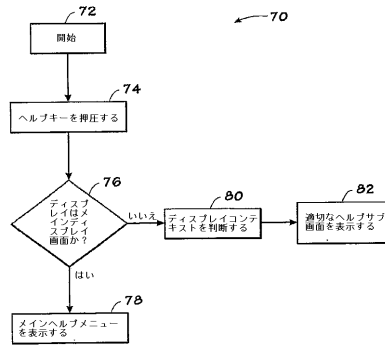 72
開始
70
74
ヘルプキーを押圧する
76
ディスプ
レイはメ
インディ
スプレイ
画面か？
いいえ
80
ディスプレイコンテ
キストを判断する
82
適切なヘルプサブ
画面を表示する
はい
78
メインヘルプメニュー
を表示する